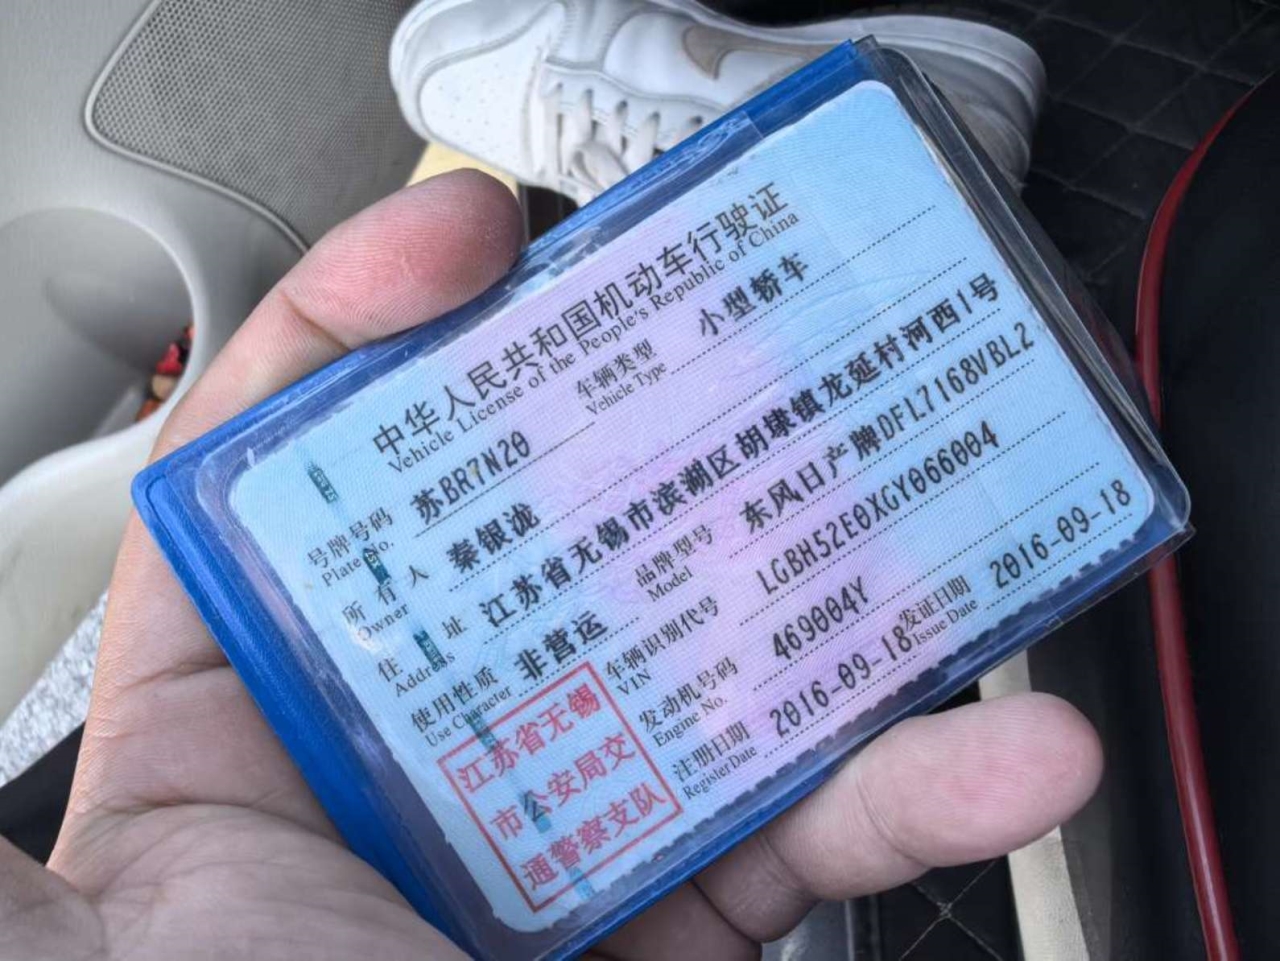 中华人民共和国机动车行驶证
Vehicle License of the People's Republic of China
号牌号码 苏BR7N20 车辆类型 小型轿车
Plate No. Vehicle Type
所有人 秦银泷
Owner
住址 江苏省无锡市滨湖区胡埭镇龙延村河西1号
Address
使用性质 非营运 品牌型号 东风日产牌DFL7168VBL2
Use Character Model
车辆识别代号 LGBH52E0XGY066004
VIN
发动机号码 469004Y
Engine No.
注册日期 2016-09-18 发证日期 2016-09-18
Register Date Issue Date
江苏省无锡
市公安局交
通警察支队